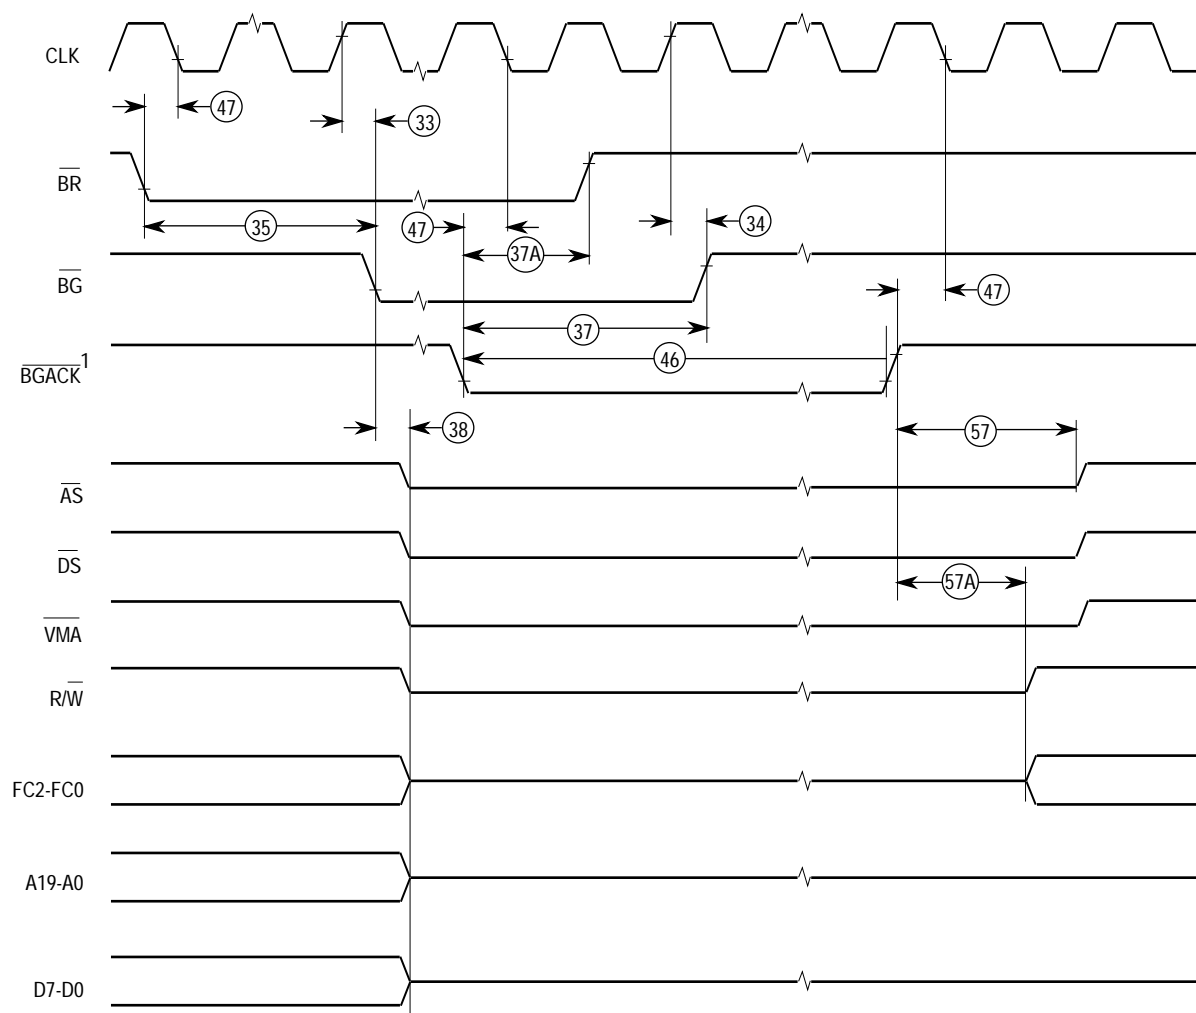 CLK
47
33
BR
35
47
37A
34
BG
37
47
BGACK1
46
38
57
AS
DS
57A
VMA
R/W
FC2-FC0
A19-A0
D7-D0